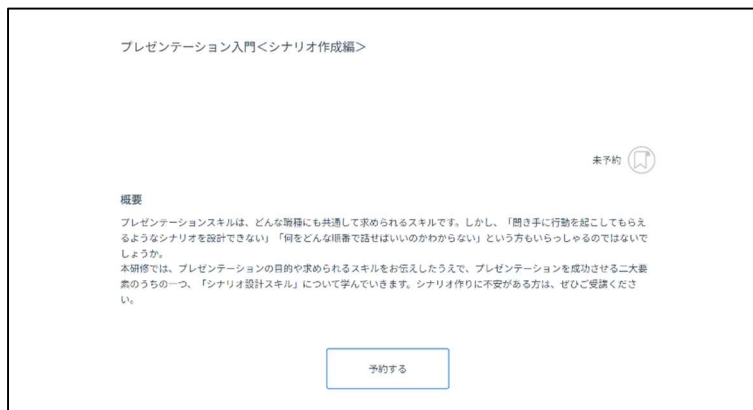 プレゼンテーション入門＜シナリオ作成編＞
未予約
概要
プレゼンテーションスキルは、どんな職種にも共通して求められるスキルです。しかし、「聞き手に行動を起こしてもらえ
るようなシナリオを設計できない」「何をどんな順番で話せばいいのかわからない」という方もいらっしゃるのではないで
しょうか。
本研修では、プレゼンテーションの目的や求められるスキルをお伝えしたうえで、プレゼンテーションを成功させる二大要
素のうちの一つ、「シナリオ設計スキル」について学んでいきます。シナリオ作りに不安がある方は、ぜひご受講くださ
い。
予約する